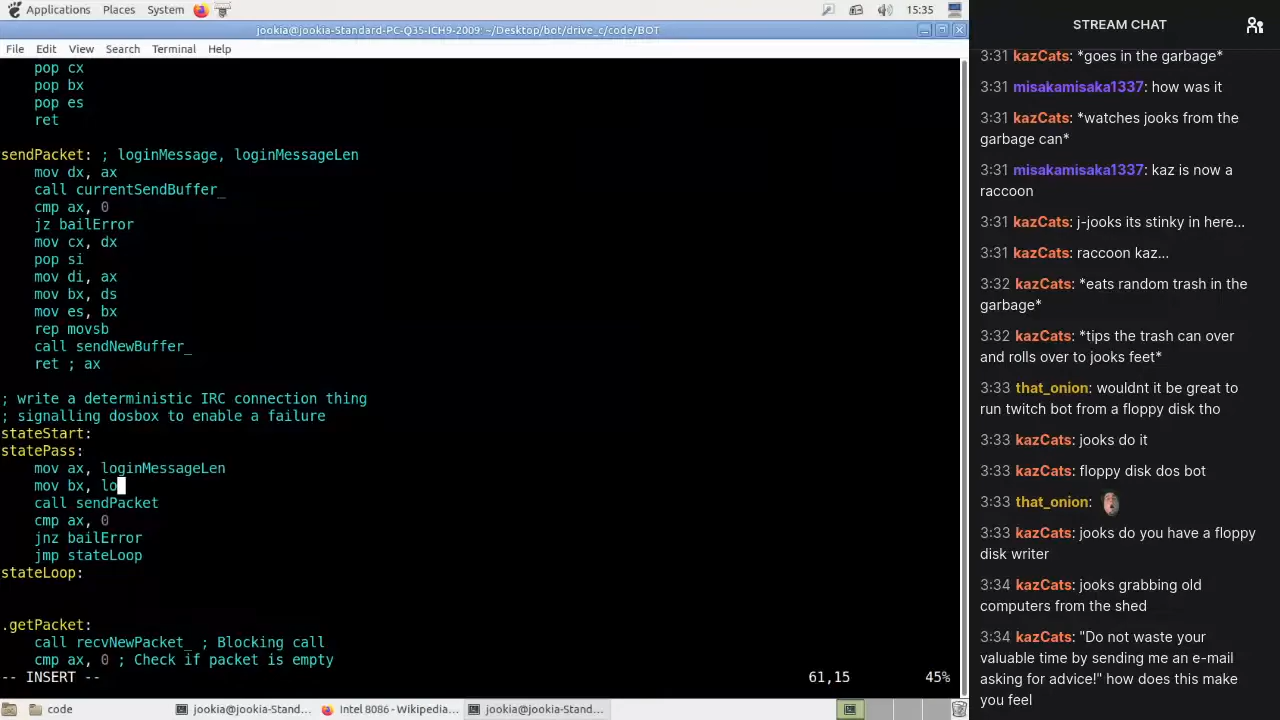 Applications Places System 15:35
jookia@jookia-Standard-PC-Q35-ICH9-2009: ~/Desktop/bot/drive_c/code/BOT
File Edit View Search Terminal Help
pop cx
pop bx
pop es
ret
sendPacket: ; loginMessage, loginMessageLen
mov dx, ax
call currentSendBuffer_
cmp ax, 0
jz bailError
mov cx, dx
pop si
mov di, ax
mov bx, ds
mov es, bx
rep movsb
call sendNewBuffer_
ret ; ax
; write a deterministic IRC connection thing
; signalling dosbox to enable a failure
stateStart:
statePass:
mov ax, loginMessageLen
mov bx, lo
call sendPacket
cmp ax, 0
jnz bailError
jmp stateLoop
stateLoop:
.getPacket:
call recvNewPacket_ ; Blocking call
cmp ax, 0 ; Check if packet is empty
-- INSERT -- 61,15 45%
code jookia@jookia-Stand... Intel 8086 - Wikipedia... jookia@jookia-Stand...
STREAM CHAT
3:31 kazCats: *goes in the garbage*
3:31 misakamisaka1337: how was it
3:31 kazCats: *watches jooks from the
garbage can*
3:31 misakamisaka1337: kaz is now a
raccoon
3:31 kazCats: j-jooks its stinky in here...
3:31 kazCats: raccoon kaz...
3:32 kazCats: *eats random trash in the
garbage*
3:32 kazCats: *tips the trash can over
and rolls over to jooks feet*
3:33 that_onion: wouldnt it be great to
run twitch bot from a floppy disk tho
3:33 kazCats: jooks do it
3:33 kazCats: floppy disk dos bot
3:33 that_onion:
3:33 kazCats: jooks do you have a floppy
disk writer
3:34 kazCats: jooks grabbing old
computers from the shed
3:34 kazCats: "Do not waste your
valuable time by sending me an e-mail
asking for advice!" how does this make
you feel